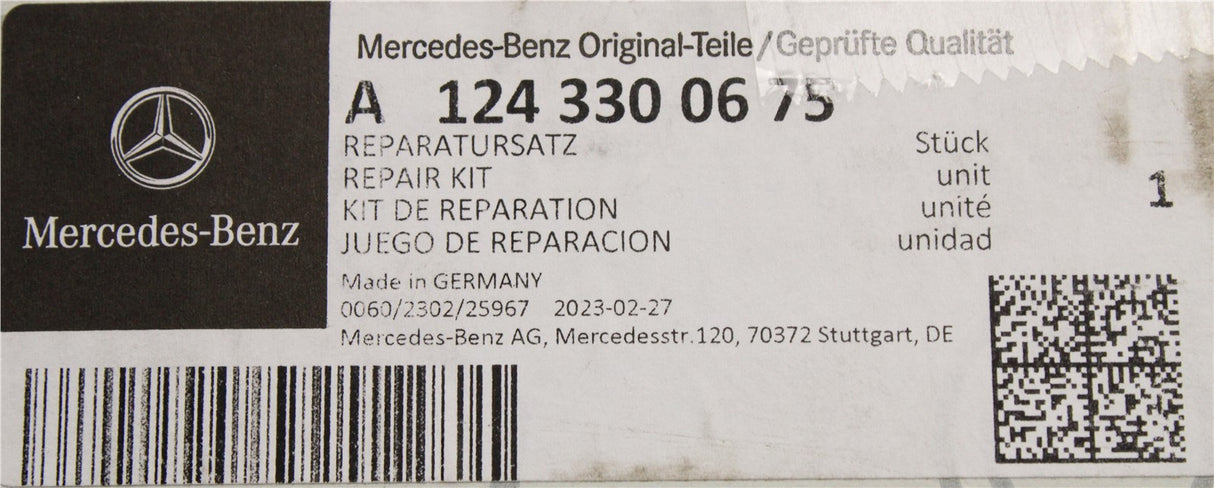 Mercedes-Benz
Mercedes-Benz Original-Teile/Geprüfte Qualität
A 124 330 06 75
REPARATURSATZ
REPAIR KIT
KIT DE REPARATION
JUEGO DE REPARACION
Stück
unit
unité
unidad
1
Made in GERMANY
0060/2302/25967 2023-02-27
Mercedes-Benz AG, Mercedesstr.120, 70372 Stuttgart, DE